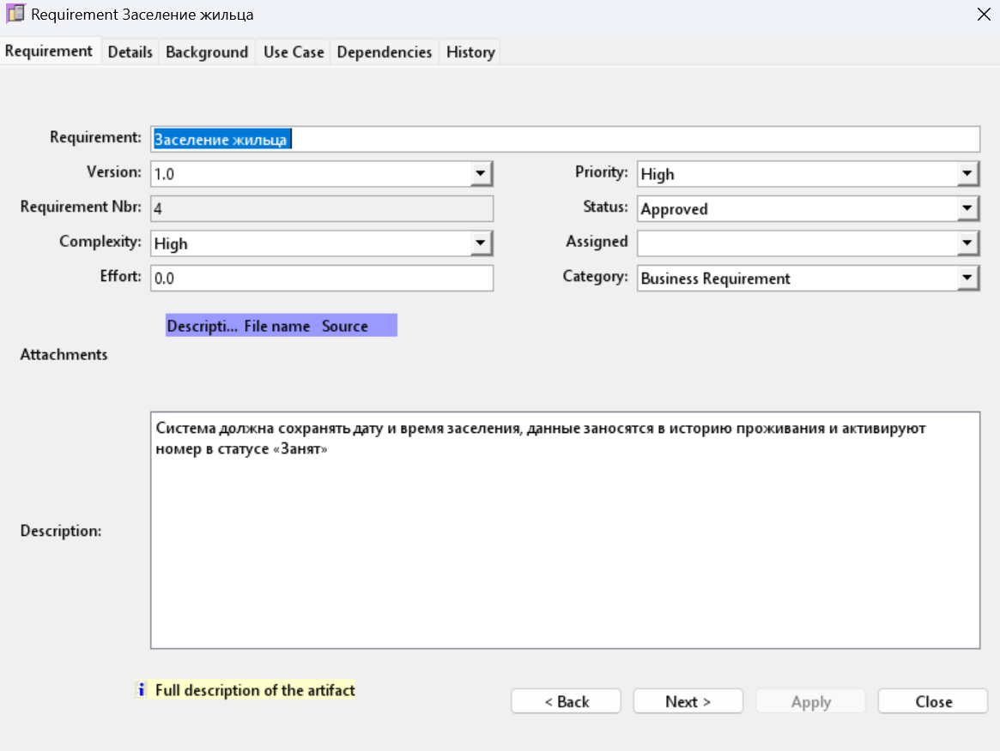 Requirement Заселение жильца
Requirement Details Background Use Case Dependencies History
Requirement: Заселение жильца
Version: 1.0 Priority: High
Requirement Nbr: 4 Status: Approved
Complexity: High Assigned
Effort: 0.0 Category: Business Requirement
Descripti... File name Source
Attachments
Система должна сохранять дату и время заселения, данные заносятся в историю проживания и активируют
номер в статусе «Занят»
Description:
Full description of the artifact
< Back Next > Apply Close